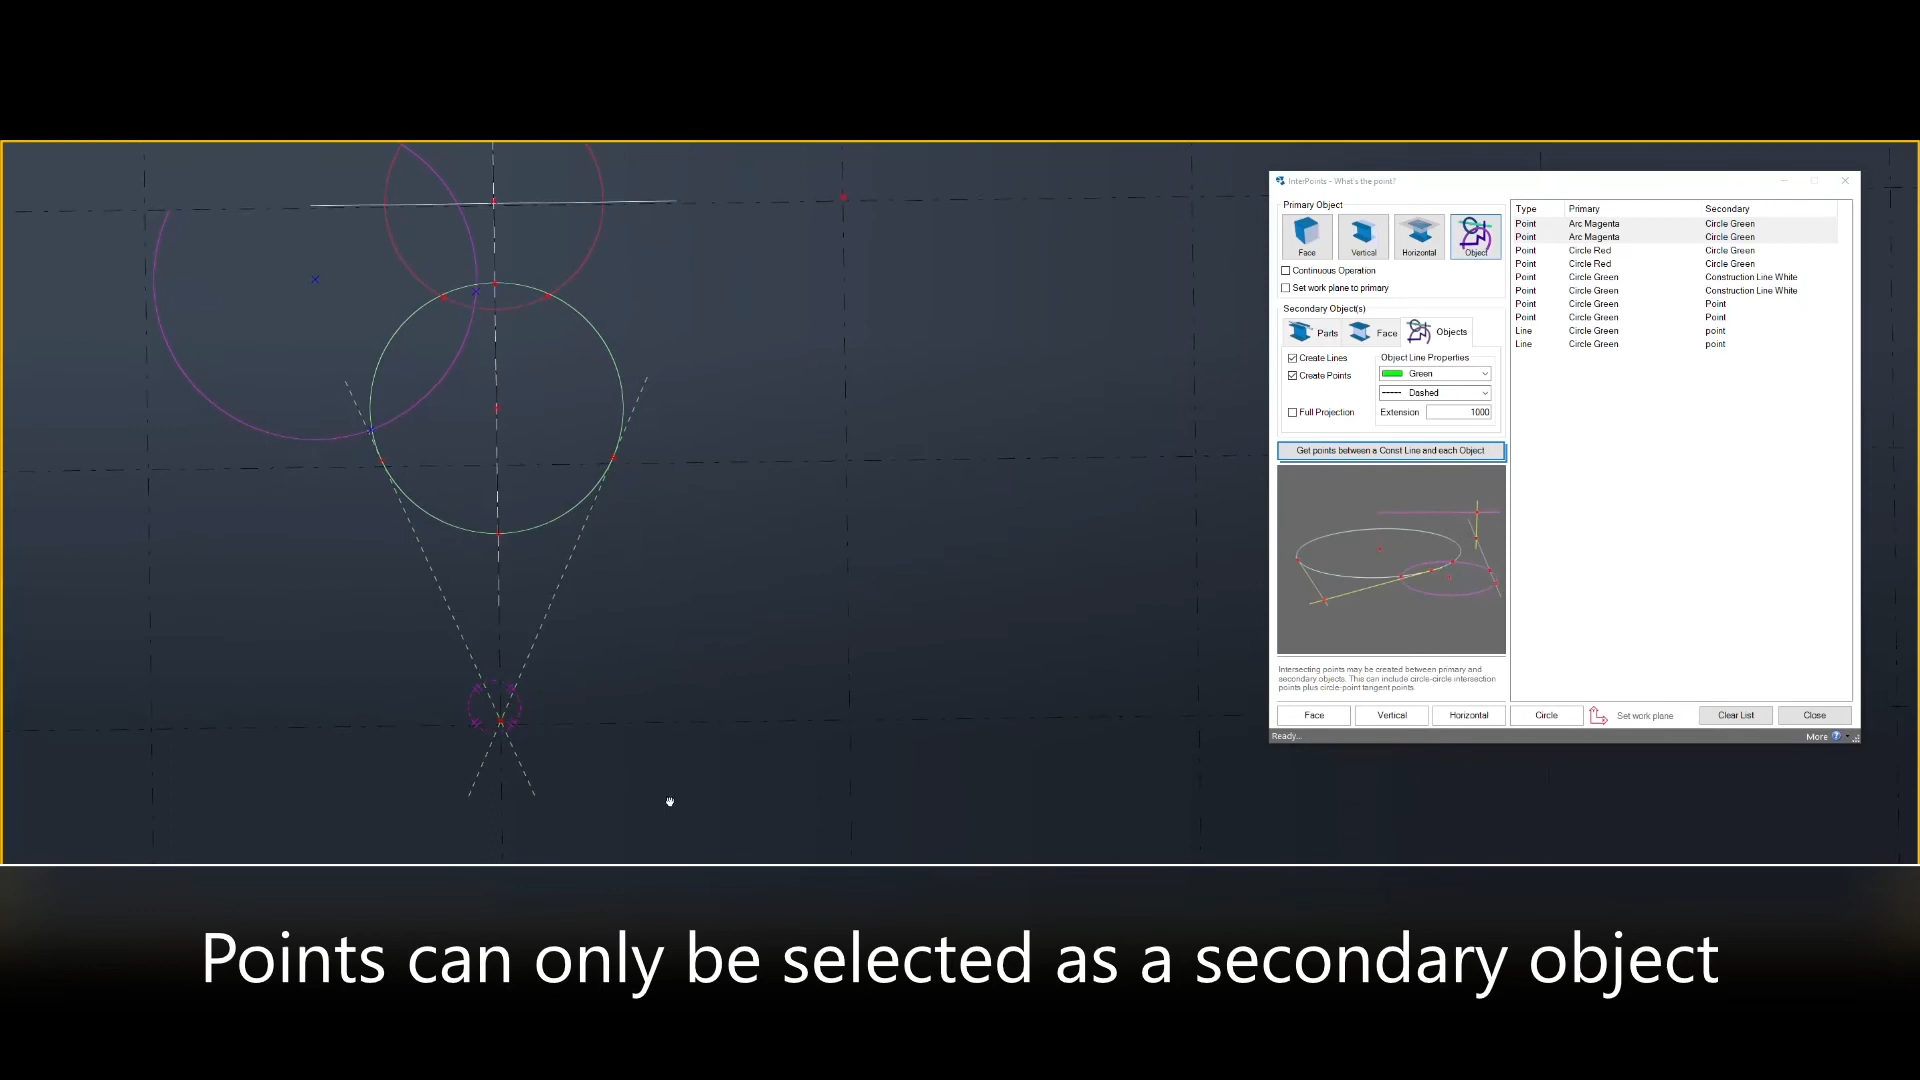 InterPoints - What's the point?
Primary Object
Face
Vertical
Horizontal
Object
Continuous Operation
Set work plane to primary
Secondary Object(s)
Parts
Face
Objects
Create Lines
Create Points
Full Projection
Object Line Properties
Green
Dashed
Extension 1000
Get points between a Const Line and each Object
Intersecting points may be created between primary and
secondary objects. This can include circle-circle intersection
points plus circle-point tangent points.
Type Primary Secondary
Point Arc Magenta Circle Green
Point Arc Magenta Circle Green
Point Circle Red Circle Green
Point Circle Red Circle Green
Point Circle Green Construction Line White
Point Circle Green Construction Line White
Point Circle Green Point
Point Circle Green Point
Line Circle Green point
Line Circle Green point
Face Vertical Horizontal Circle Set work plane Clear List Close
Ready... More
Points can only be selected as a secondary object